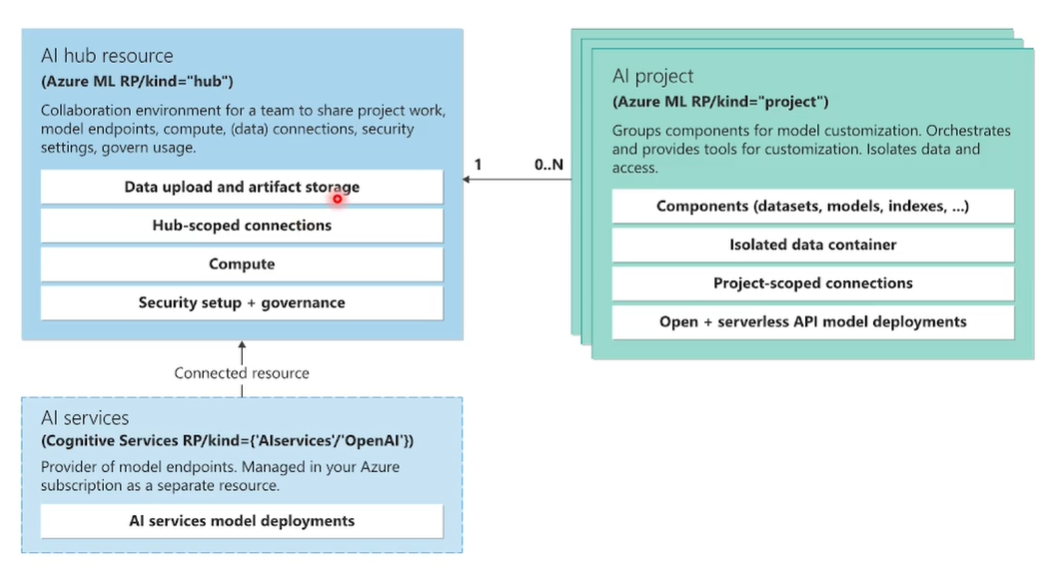 AI hub resource
(Azure ML RP/kind="hub")
Collaboration environment for a team to share project work,
model endpoints, compute, (data) connections, security
settings, govern usage.
Data upload and artifact storage
Hub-scoped connections
Compute
Security setup + governance
1
0..N
AI project
(Azure ML RP/kind="project")
Groups components for model customization. Orchestrates
and provides tools for customization. Isolates data and
access.
Components (datasets, models, indexes, ...)
Isolated data container
Project-scoped connections
Open + serverless API model deployments
Connected resource
AI services
(Cognitive Services RP/kind={'AIservices'/'OpenAI'})
Provider of model endpoints. Managed in your Azure
subscription as a separate resource.
AI services model deployments